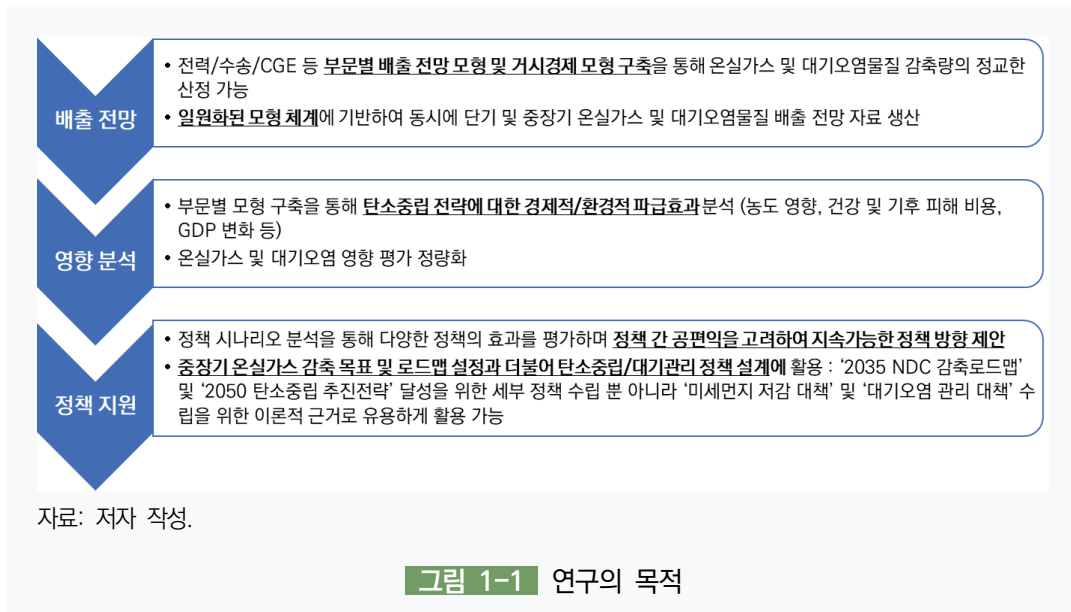 배출 전망
• 전력/수송/CGE 등 부문별 배출 전망 모형 및 거시경제 모형 구축을 통해 온실가스 및 대기오염물질 감축량의 정교한
산정 가능
• 일원화된 모형 체계에 기반하여 동시에 단기 및 중장기 온실가스 및 대기오염물질 배출 전망 자료 생산
영향 분석
• 부문별 모형 구축을 통해 탄소중립 전략에 대한 경제적/환경적 파급효과 분석 (농도 영향, 건강 및 기후 피해 비용,
GDP 변화 등)
• 온실가스 및 대기오염 영향 평가 정량화
정책 지원
• 정책 시나리오 분석을 통해 다양한 정책의 효과를 평가하며 정책 간 공편익을 고려하여 지속가능한 정책 방향 제안
• 중장기 온실가스 감축 목표 및 로드맵 설정과 더불어 탄소중립/대기관리 정책 설계에 활용 : ‘2035 NDC 감축로드맵’
및 ‘2050 탄소중립 추진전략’ 달성을 위한 세부 정책 수립 뿐 아니라 ‘미세먼지 저감 대책’ 및 ‘대기오염 관리 대책’ 수
립을 위한 이론적 근거로 유용하게 활용 가능
자료: 저자 작성.
그림 1-1 연구의 목적